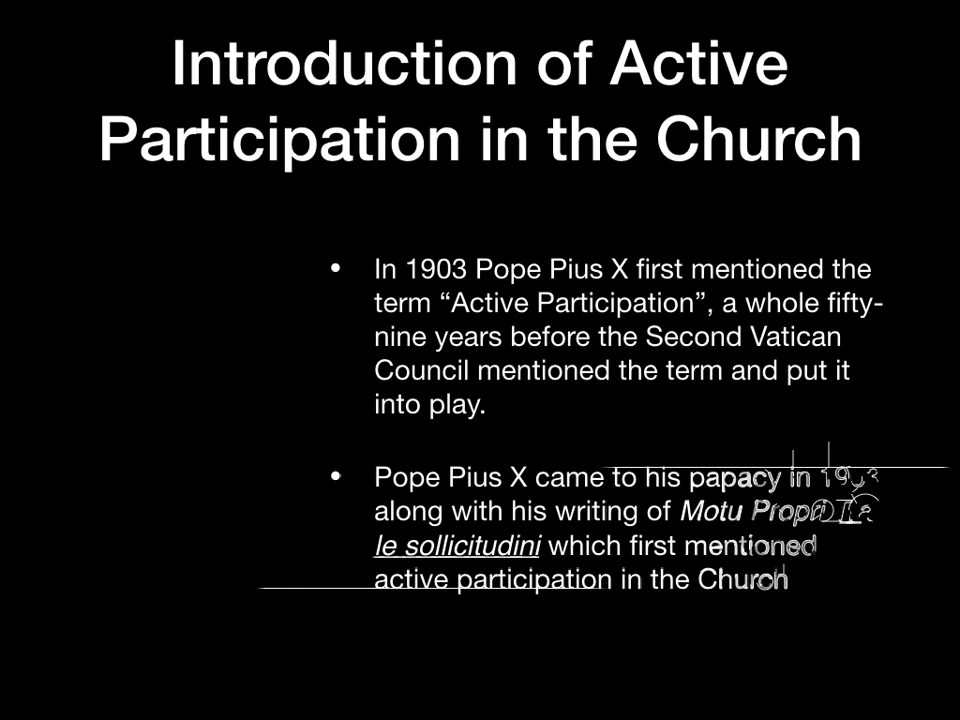 Introduction of Active
Participation in the Church
• In 1903 Pope Pius X first mentioned the
term “Active Participation”, a whole fifty-
nine years before the Second Vatican
Council mentioned the term and put it
into play.
• Pope Pius X came to his papacy in
along with his writing of Motu
le sollicitudini which first mentioned
active participation in the Church